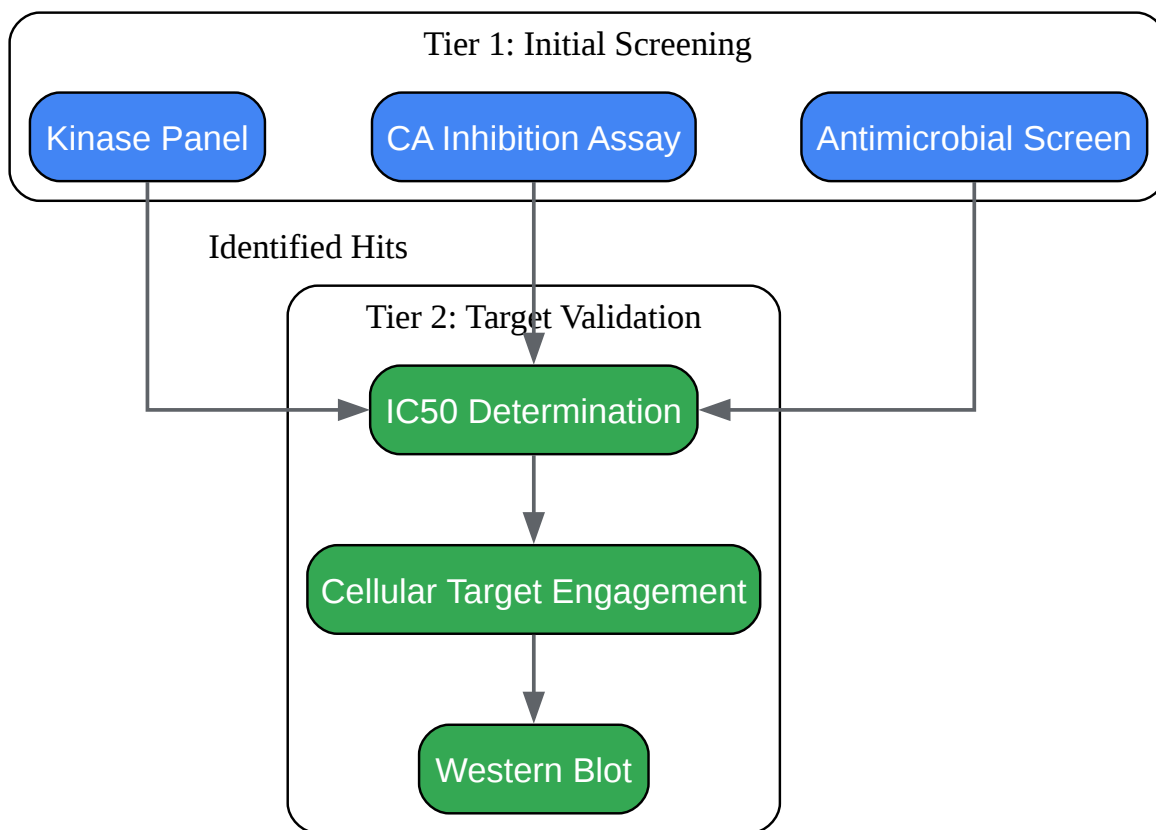 Tier 1: Initial Screening
Kinase Panel
CA Inhibition Assay
Antimicrobial Screen
Identified Hits
Tier 2: Target Validation
IC50 Determination
Cellular Target Engagement
Western Blot